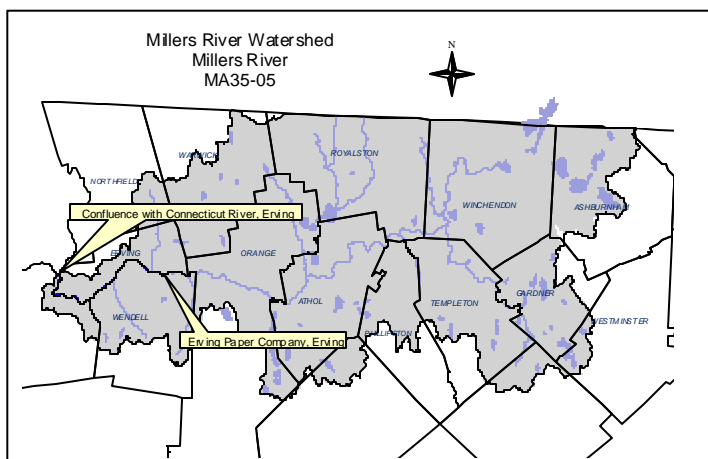 Millers River Watershed
Millers River
MA35-05
N
ROYALSTON
WARWICK
NORTHFIELD
WINCHENDON
ASHBURNHAM
Confluence with Connecticut River, Erving
ERVING
ORANGE
GARDNER
ATHOL
TEMPLETON
WENDELL
WESTMINSTER
PHILLIPSTON
Erving Paper Company, Erving